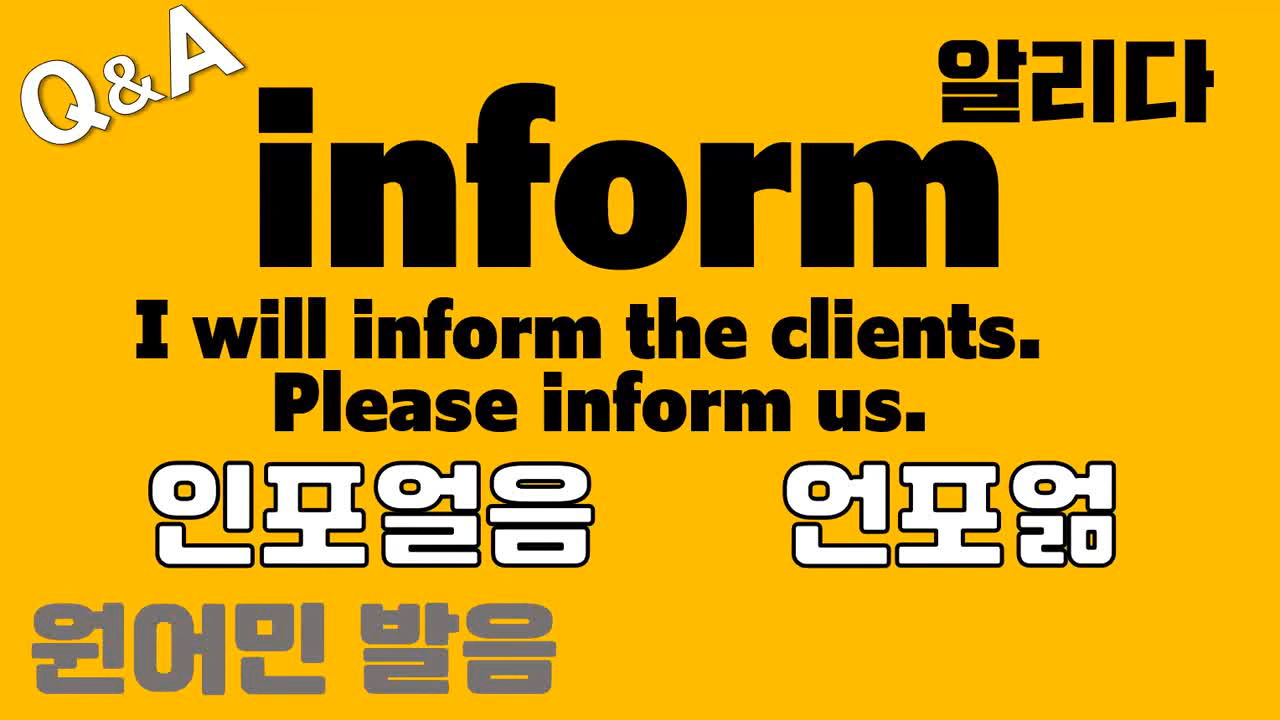 Q&A
알리다
inform
I will inform the clients.
Please inform us.
인포얼음 언포얾
원어민 발음